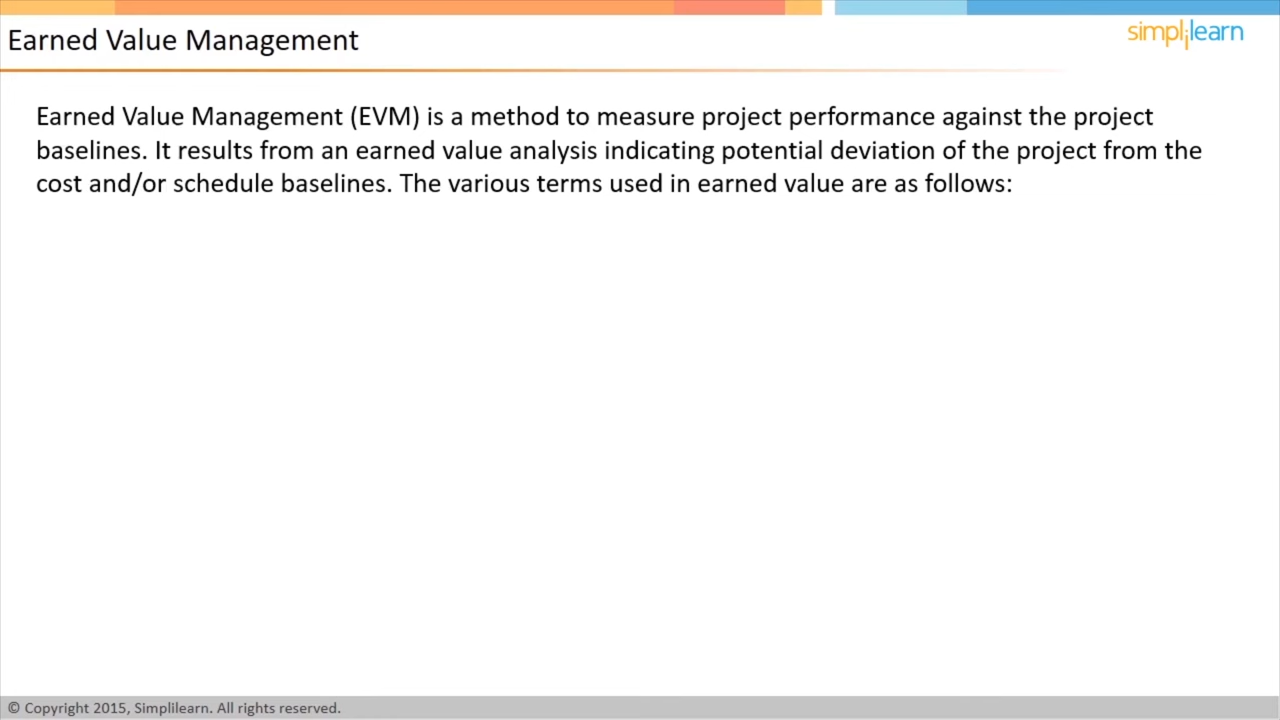 Earned Value Management
simplilearn
Earned Value Management (EVM) is a method to measure project performance against the project
baselines. It results from an earned value analysis indicating potential deviation of the project from the
cost and/or schedule baselines. The various terms used in earned value are as follows:
© Copyright 2015, Simplilearn. All rights reserved.